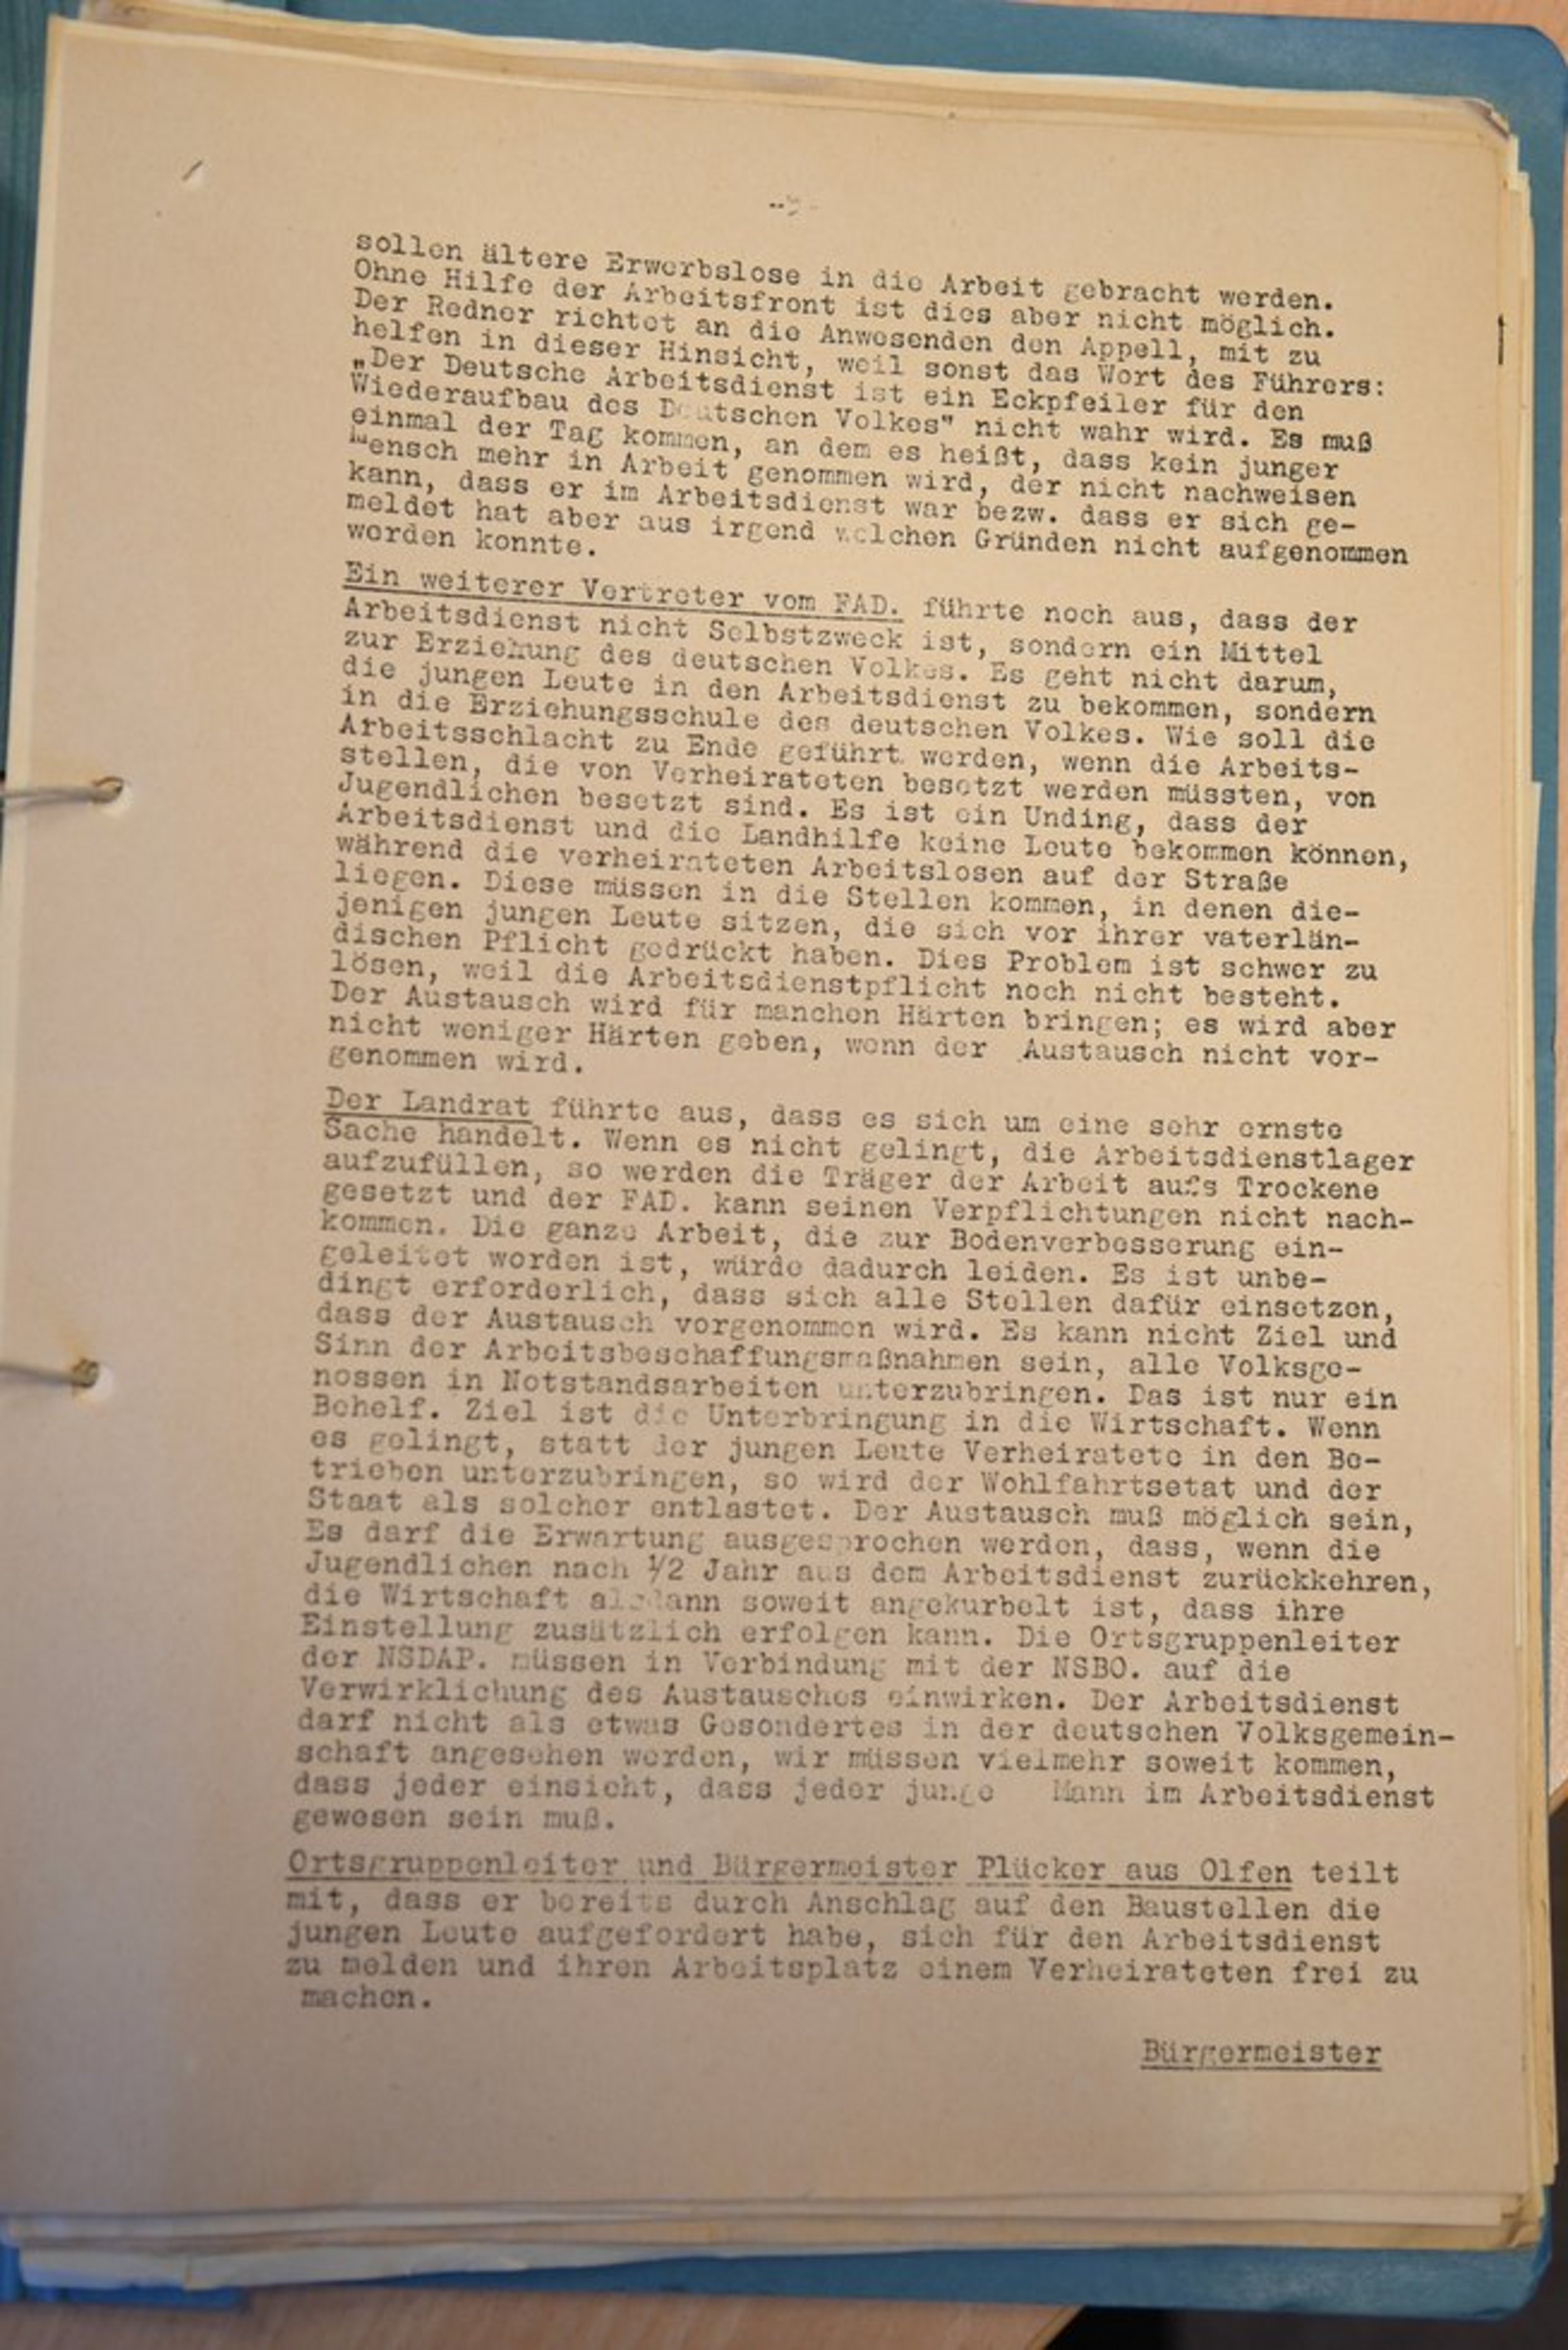 sollen ältere Erwerbslose in die Arbeit gebracht werden.
Ohne Hilfe der Arbeitsfront ist dies aber nicht möglich.
Der Redner richtet an die Anwesenden den Appell, mit zu
helfen in dieser Hinsicht, weil sonst das Wort des Führers:
„Der Deutsche Arbeitsdienst ist ein Eckpfeiler für den
Wiederaufbau des Deutschen Volkes" nicht wahr wird. Es muß
einmal der Tag kommen, an dem es heißt, dass kein junger
Mensch mehr in Arbeit genommen wird, der nicht nachweisen
kann, dass er im Arbeitsdienst war bezw. dass er sich ge-
meldet hat aber aus irgend welchen Gründen nicht aufgenommen
werden konnte.
Ein weiterer Vertreter vom FAD. führte noch aus, dass der
Arbeitsdienst nicht Selbstzweck ist, sondern ein Mittel
zur Erziehung des deutschen Volkes. Es geht nicht darum,
die jungen Leute in den Arbeitsdienst zu bekommen, sondern
in die Erziehungsschule des deutschen Volkes. Wie soll die
Arbeitsschlacht zu Ende geführt werden, wenn die Arbeits-
stellen, die von Verheirateten besetzt werden müssten, von
Jugendlichen besetzt sind. Es ist ein Unding, dass der
Arbeitsdienst und die Landhilfe keine Leute bekommen können,
während die verheirateten Arbeitslosen auf der Straße
liegen. Diese müssen in die Stellen kommen, in denen die-
jenigen jungen Leute sitzen, die sich vor ihrer vaterlän-
dischen Pflicht gedrückt haben. Dies Problem ist schwer zu
lösen, weil die Arbeitsdienstpflicht noch nicht besteht.
Der Austausch wird für manchen Härten bringen; es wird aber
nicht weniger Härten geben, wenn der Austausch nicht vor-
genommen wird.
Der Landrat führte aus, dass es sich um eine sehr ernste
Sache handelt. Wenn es nicht gelingt, die Arbeitsdienstlager
aufzufüllen, so werden die Träger der Arbeit aufs Trockene
gesetzt und der FAD. kann seinen Verpflichtungen nicht nach-
kommen. Die ganze Arbeit, die zur Bodenverbesserung ein-
geleitet worden ist, würde dadurch leiden. Es ist unbe-
dingt erforderlich, dass sich alle Stellen dafür einsetzen,
dass der Austausch vorgenommen wird. Es kann nicht Ziel und
Sinn der Arbeitsbeschaffungsmaßnahmen sein, alle Volksge-
nossen in Notstandsarbeiten unterzubringen. Das ist nur ein
Behelf. Ziel ist die Unterbringung in die Wirtschaft. Wenn
es gelingt, statt der jungen Leute Verheiratete in den Be-
trieben unterzubringen, so wird der Wohlfahrtsetat und der
Staat als solcher entlastet. Der Austausch muß möglich sein,
Es darf die Erwartung ausgesprochen werden, dass, wenn die
Jugendlichen nach 1/2 Jahr aus dem Arbeitsdienst zurückkehren,
die Wirtschaft alsdann soweit angekurbelt ist, dass ihre
Einstellung zusätzlich erfolgen kann. Die Ortsgruppenleiter
der NSDAP. müssen in Verbindung mit der NSBO. auf die
Verwirklichung des Austausches einwirken. Der Arbeitsdienst
darf nicht als etwas Gesondertes in der deutschen Volksgemein-
schaft angesehen werden, wir müssen vielmehr soweit kommen,
dass jeder einsieht, dass jeder junge Mann im Arbeitsdienst
gewesen sein muß.
Ortsgruppenleiter und Bürgermeister Plücker aus Olfen teilt
mit, dass er bereits durch Anschlag auf den Baustellen die
jungen Leute aufgefordert habe, sich für den Arbeitsdienst
zu melden und ihren Arbeitsplatz einem Verheirateten frei zu
machen.
Bürgermeister